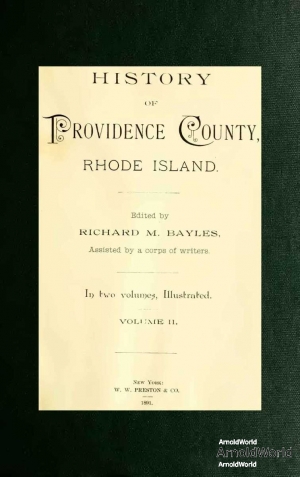 HISTORY
OF
PROVIDENCE COUNTY,
RHODE ISLAND.
Edited by
RICHARD M. BAYLES,
Assisted by a corps of writers.
In two volumes, Illustrated.
VOLUME II.
New York:
W. W. PRESTON & CO.
1891.
ArnoldWorld
ArnoldWorld
ArnoldWorld